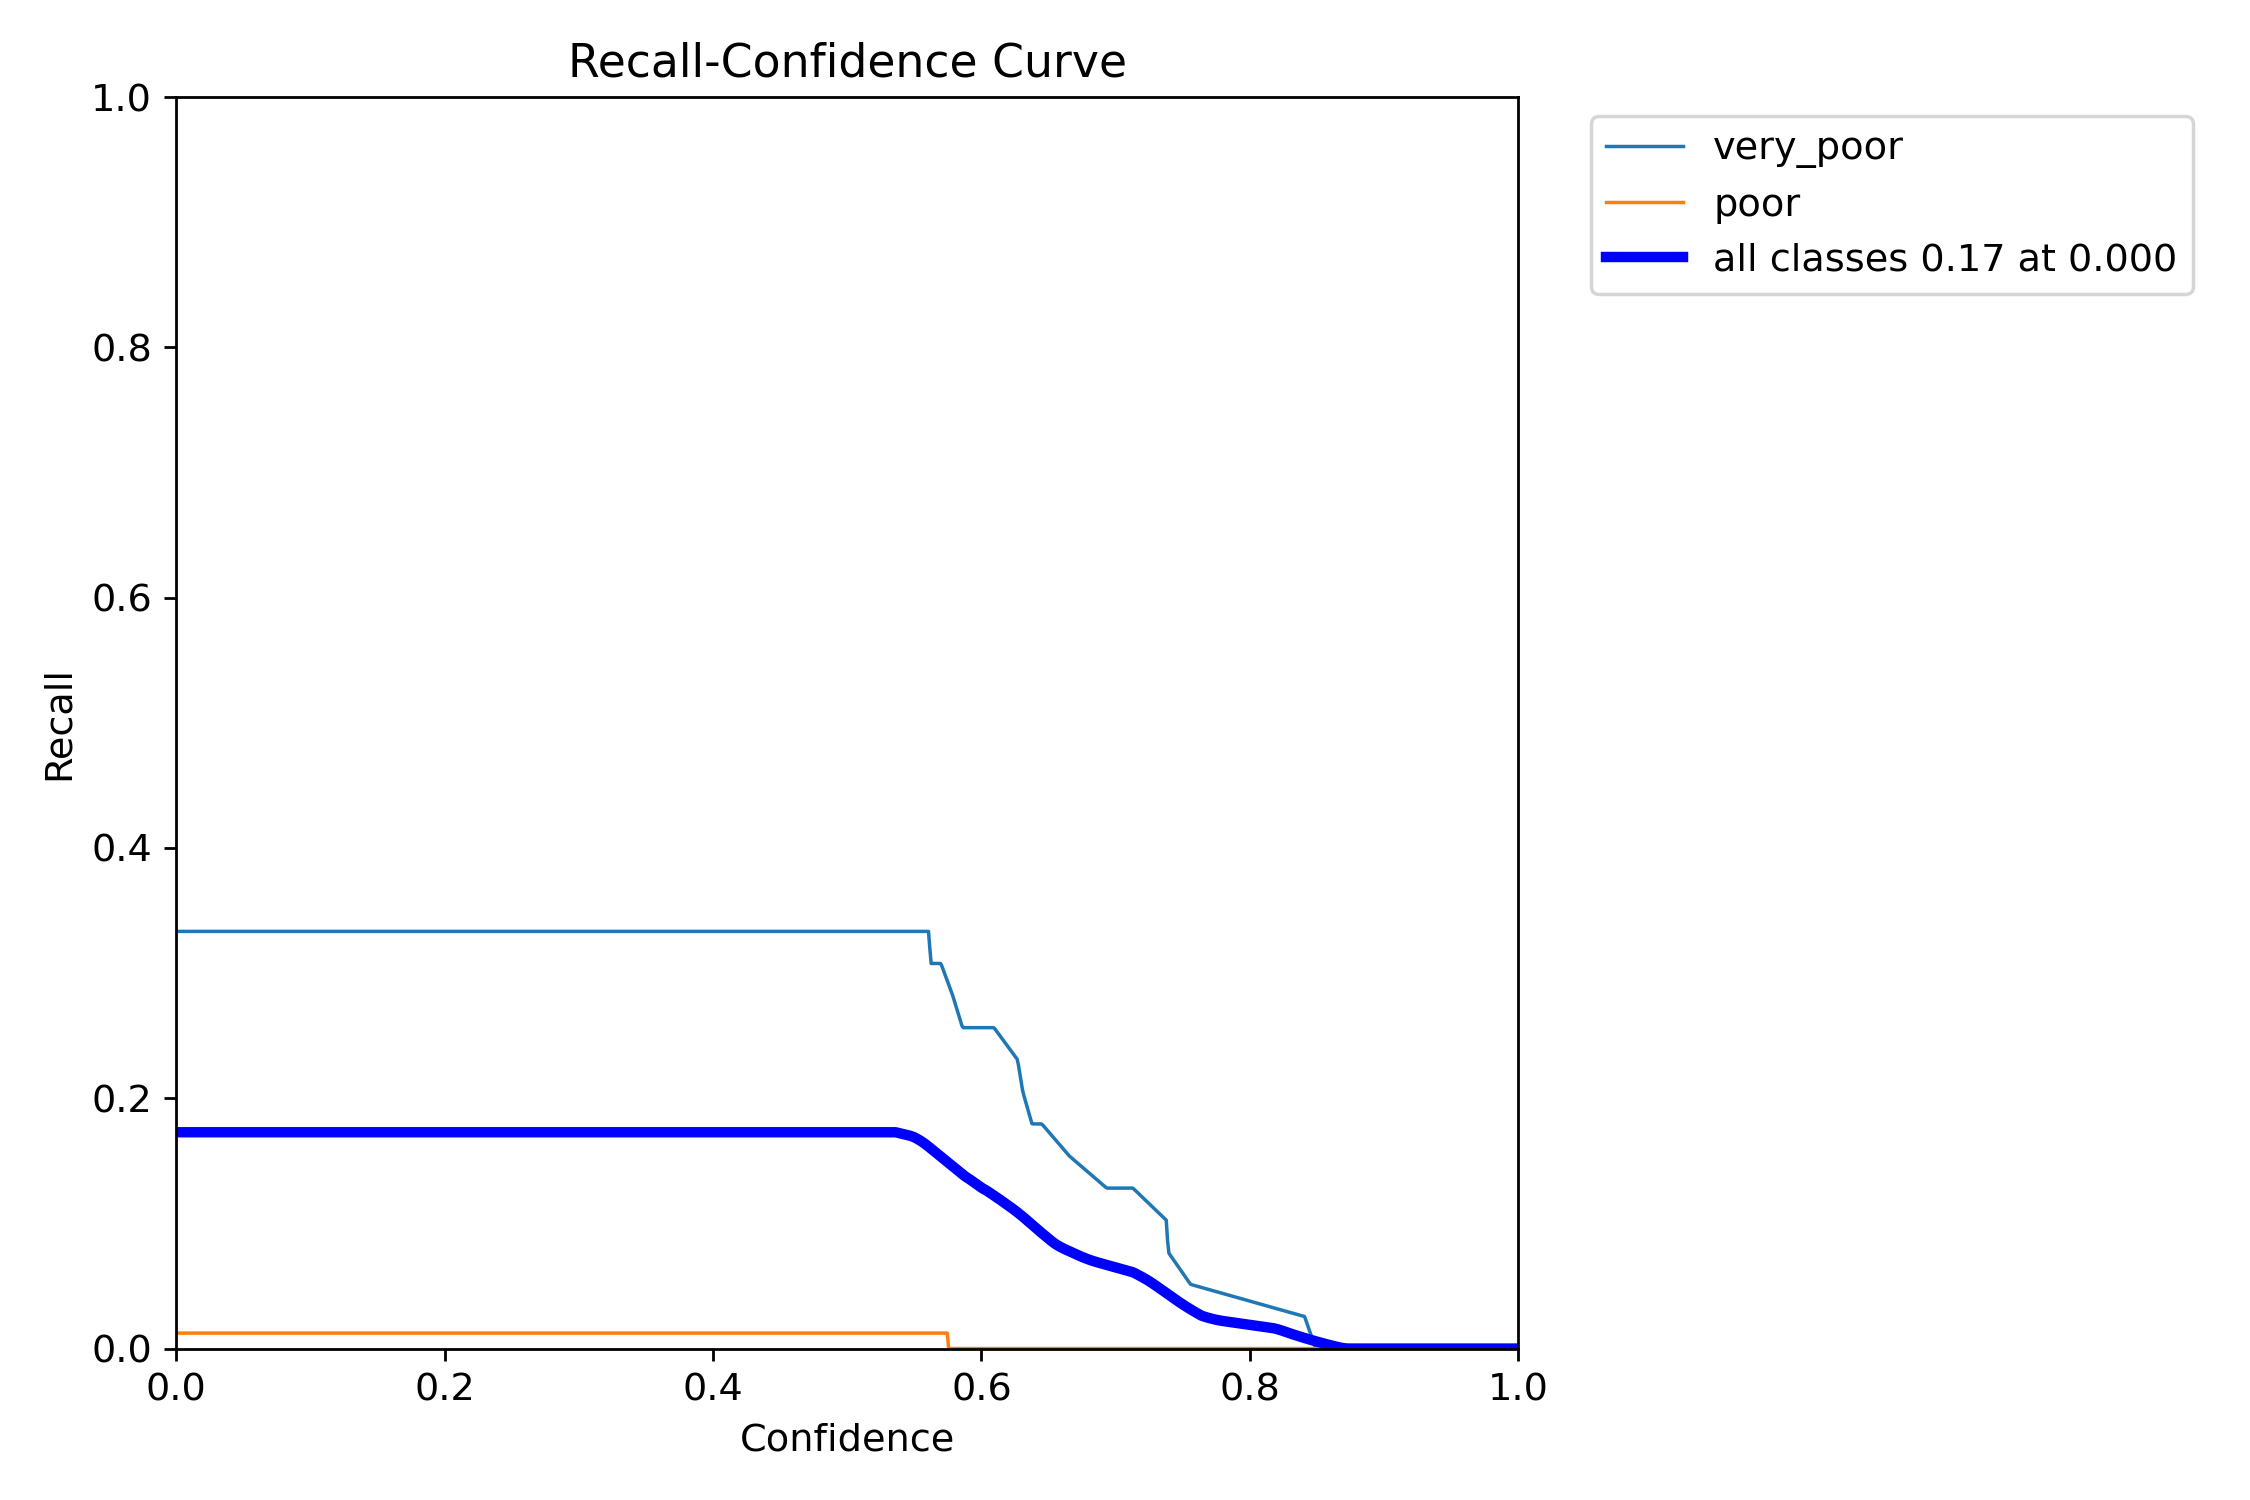 Recall-Confidence Curve
1.0
0.8
0.6
0.4
0.2
0.0
Recall
0.0 0.2 0.4 0.6 0.8 1.0
Confidence
very_poor
poor
all classes 0.17 at 0.000